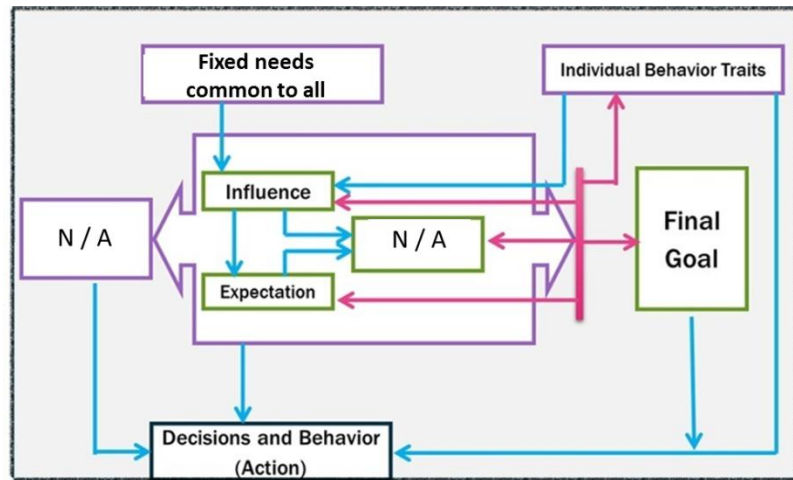 Fixed needs
common to all
Individual Behavior Traits
Influence
N / A
N / A
Final
Goal
Expectation
Decisions and Behavior
(Action)